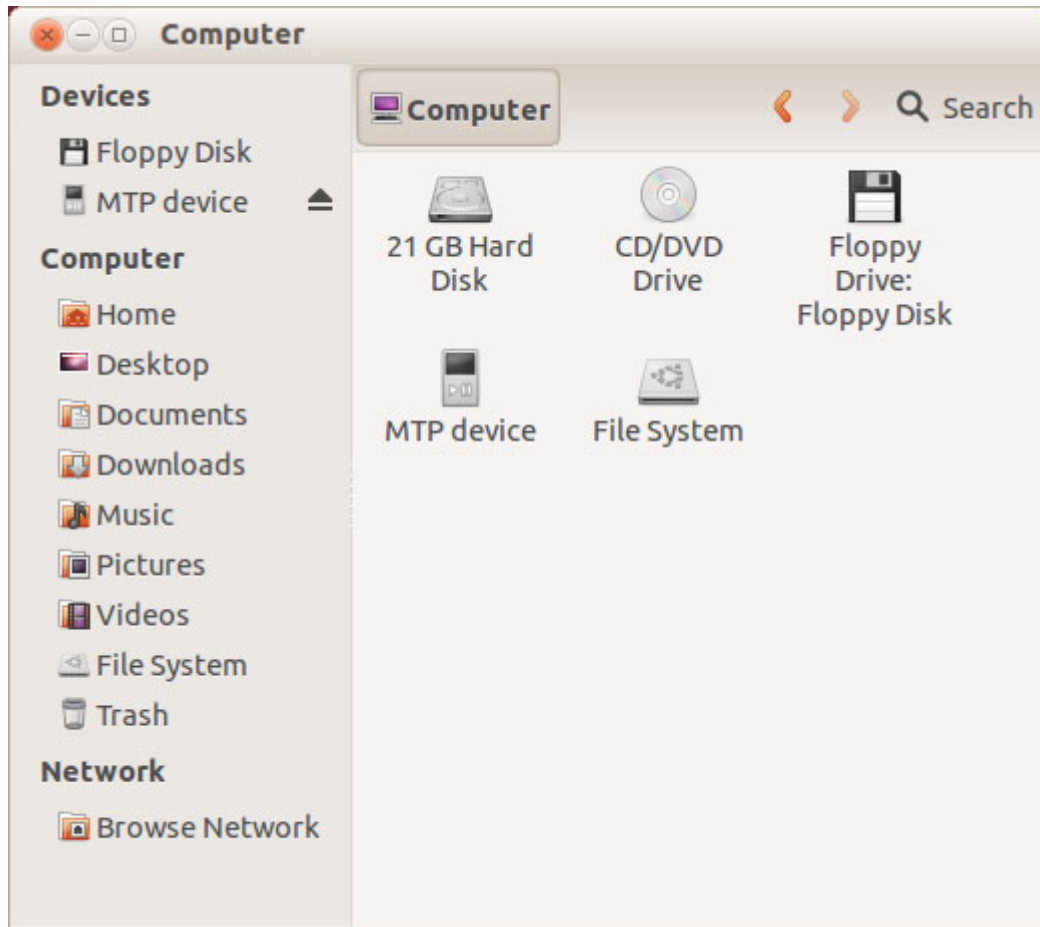 Computer
Devices
Floppy Disk
MTP device
Computer
Home
Desktop
Documents
Downloads
Music
Pictures
Videos
File System
Trash
Network
Browse Network
Computer
Search
21 GB Hard
Disk
CD/DVD
Drive
Floppy
Drive:
Floppy Disk
MTP device
File System